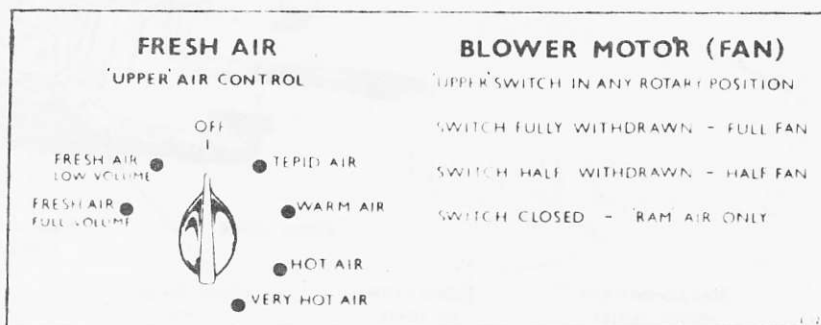 FRESH AIR
'UPPER' AIR CONTROL
OFF
FRESH AIR
LOW VOLUME
TEPID AIR
FRESH AIR
FULL VOLUME
WARM AIR
HOT AIR
VERY HOT AIR
BLOWER MOTOR (FAN)
'UPPER' SWITCH IN ANY ROTARY POSITION
SWITCH FULLY WITHDRAWN - FULL FAN
SWITCH HALF WITHDRAWN - HALF FAN
SWITCH CLOSED - 'RAM' AIR ONLY